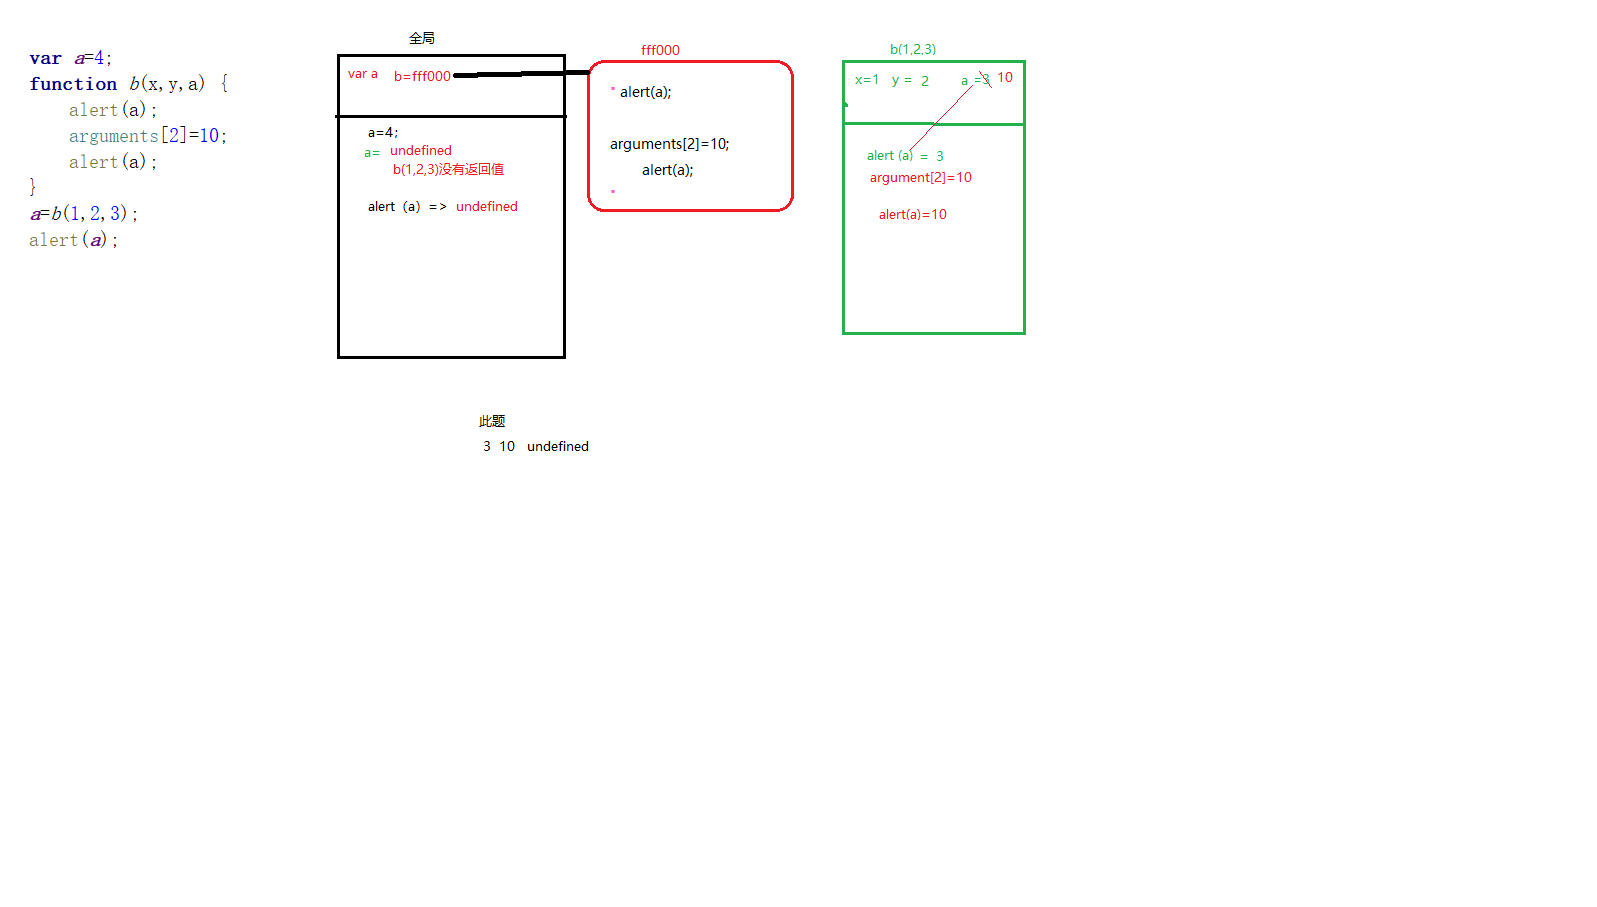 var a=4;
function b(x,y,a) {
alert(a);
arguments[2]=10;
alert(a);
}
a=b(1,2,3);
alert(a);
全局
var a b=fff000
a=4;
a= undefined
b(1,2,3)没有返回值
alert（a）=> undefined
fff000
alert(a);
arguments[2]=10;
alert(a);
b(1,2,3)
x=1 y = 2 a =3 10
alert (a) = 3
argument[2]=10
alert(a)=10
此题
3 10 undefined